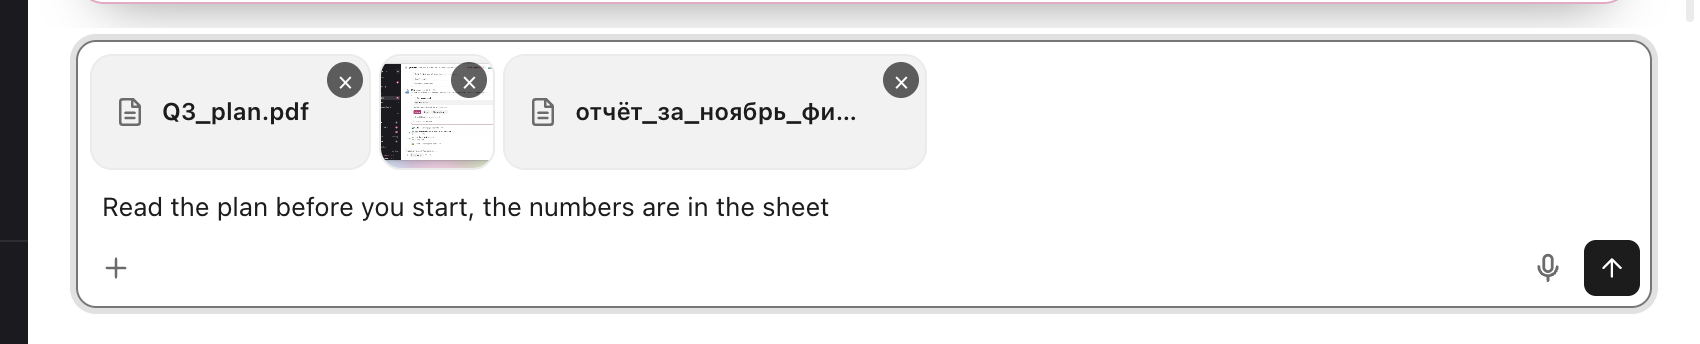 Q3_plan.pdf
отчёт_за_ноябрь_фи...
Read the plan before you start, the numbers are in the sheet